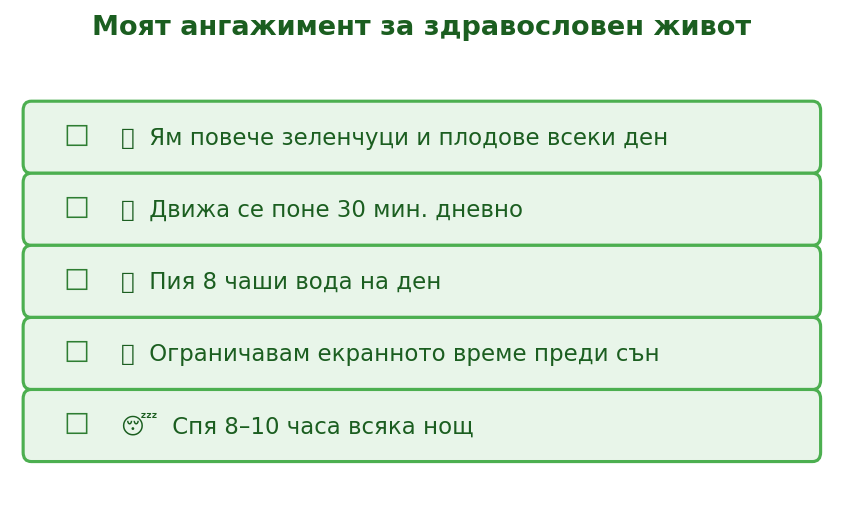 Моят ангажимент за здравословен живот
☐ Ям повече зеленчуци и плодове всеки ден
☐ Движа се поне 30 мин. дневно
☐ Пия 8 чаши вода на ден
☐ Ограничавам екранното време преди сън
☐ 😴 Спя 8–10 часа всяка нощ